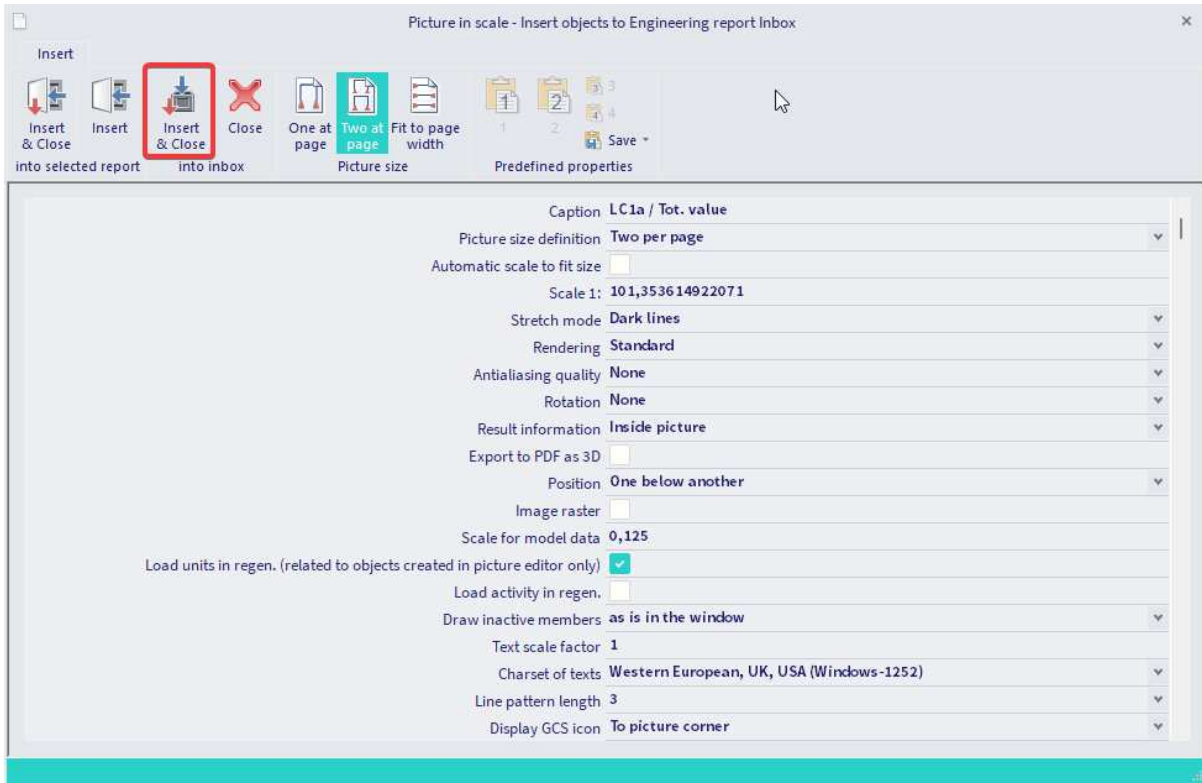 Picture in scale - Insert objects to Engineering report Inbox
Insert
Insert & Close
Insert
Insert & Close
Close
One at page
Two at page
Fit to page width
1
2
3
4
Save
into selected report
into inbox
Picture size
Predefined properties
Caption LC1a / Tot. value
Picture size definition Two per page
Automatic scale to fit size
Scale 1: 101,353614922071
Stretch mode Dark lines
Rendering Standard
Antialiasing quality None
Rotation None
Result information Inside picture
Export to PDF as 3D
Position One below another
Image raster
Scale for model data 0,125
Load units in regen. (related to objects created in picture editor only)
Load activity in regen.
Draw inactive members as is in the window
Text scale factor 1
Charset of texts Western European, UK, USA (Windows-1252)
Line pattern length 3
Display GCS icon To picture corner